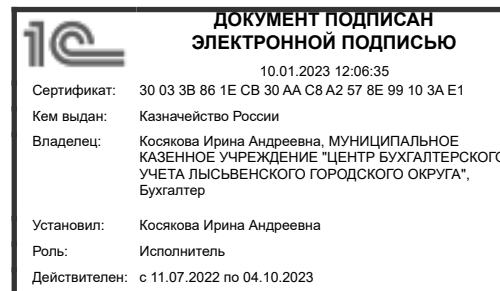 1С
ДОКУМЕНТ ПОДПИСАН
ЭЛЕКТРОННОЙ ПОДПИСЬЮ
10.01.2023 12:06:35
Сертификат: 30 03 3B 86 1E CB 30 AA C8 A2 57 8E 99 10 3A E1
Кем выдан: Казначейство России
Владелец: Косякова Ирина Андреевна, МУНИЦИПАЛЬНОЕ
КАЗЕННОЕ УЧРЕЖДЕНИЕ "ЦЕНТР БУХГАЛТЕРСКОГО
УЧЕТА ЛЫСЬВЕНСКОГО ГОРОДСКОГО ОКРУГА",
Бухгалтер
Установил: Косякова Ирина Андреевна
Роль: Исполнитель
Действителен: с 11.07.2022 по 04.10.2023